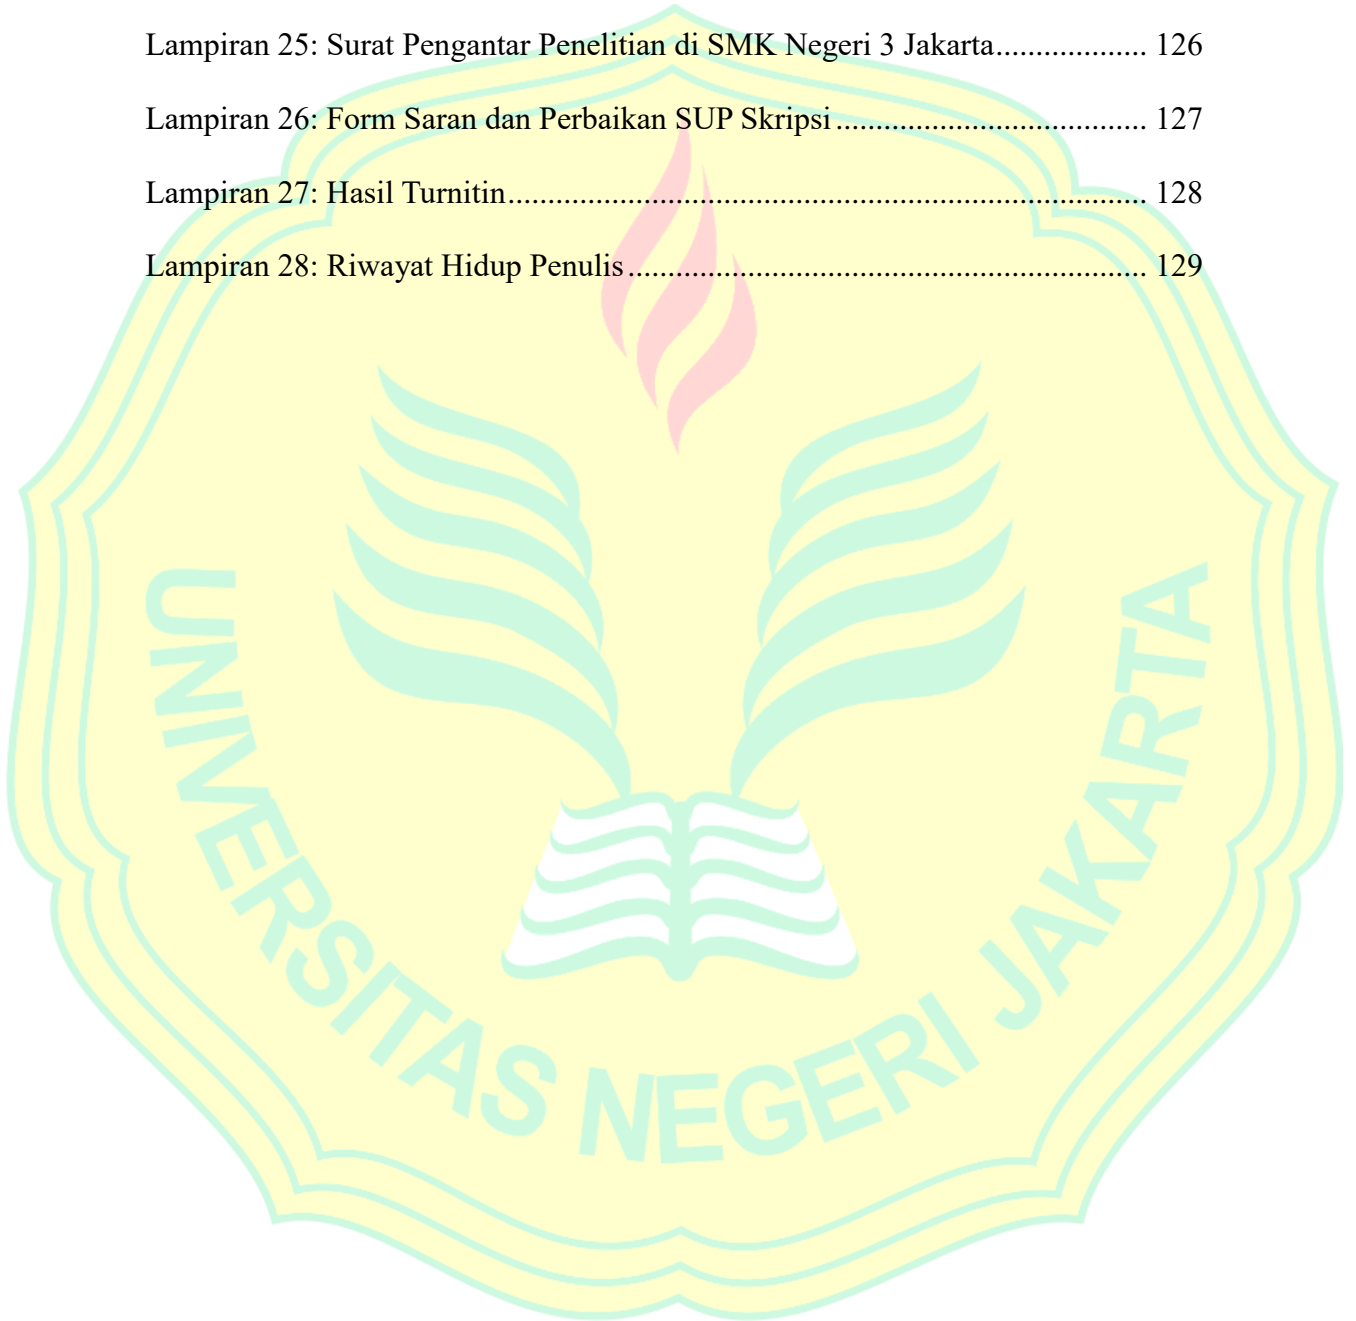 Lampiran 25: Surat Pengantar Penelitian di SMK Negeri 3 Jakarta................... 126
Lampiran 26: Form Saran dan Perbaikan SUP Skripsi....................................... 127
Lampiran 27: Hasil Turnitin................................................................................ 128
Lampiran 28: Riwayat Hidup Penulis................................................................. 129
UNIVERSITAS NEGERI JAKARTA